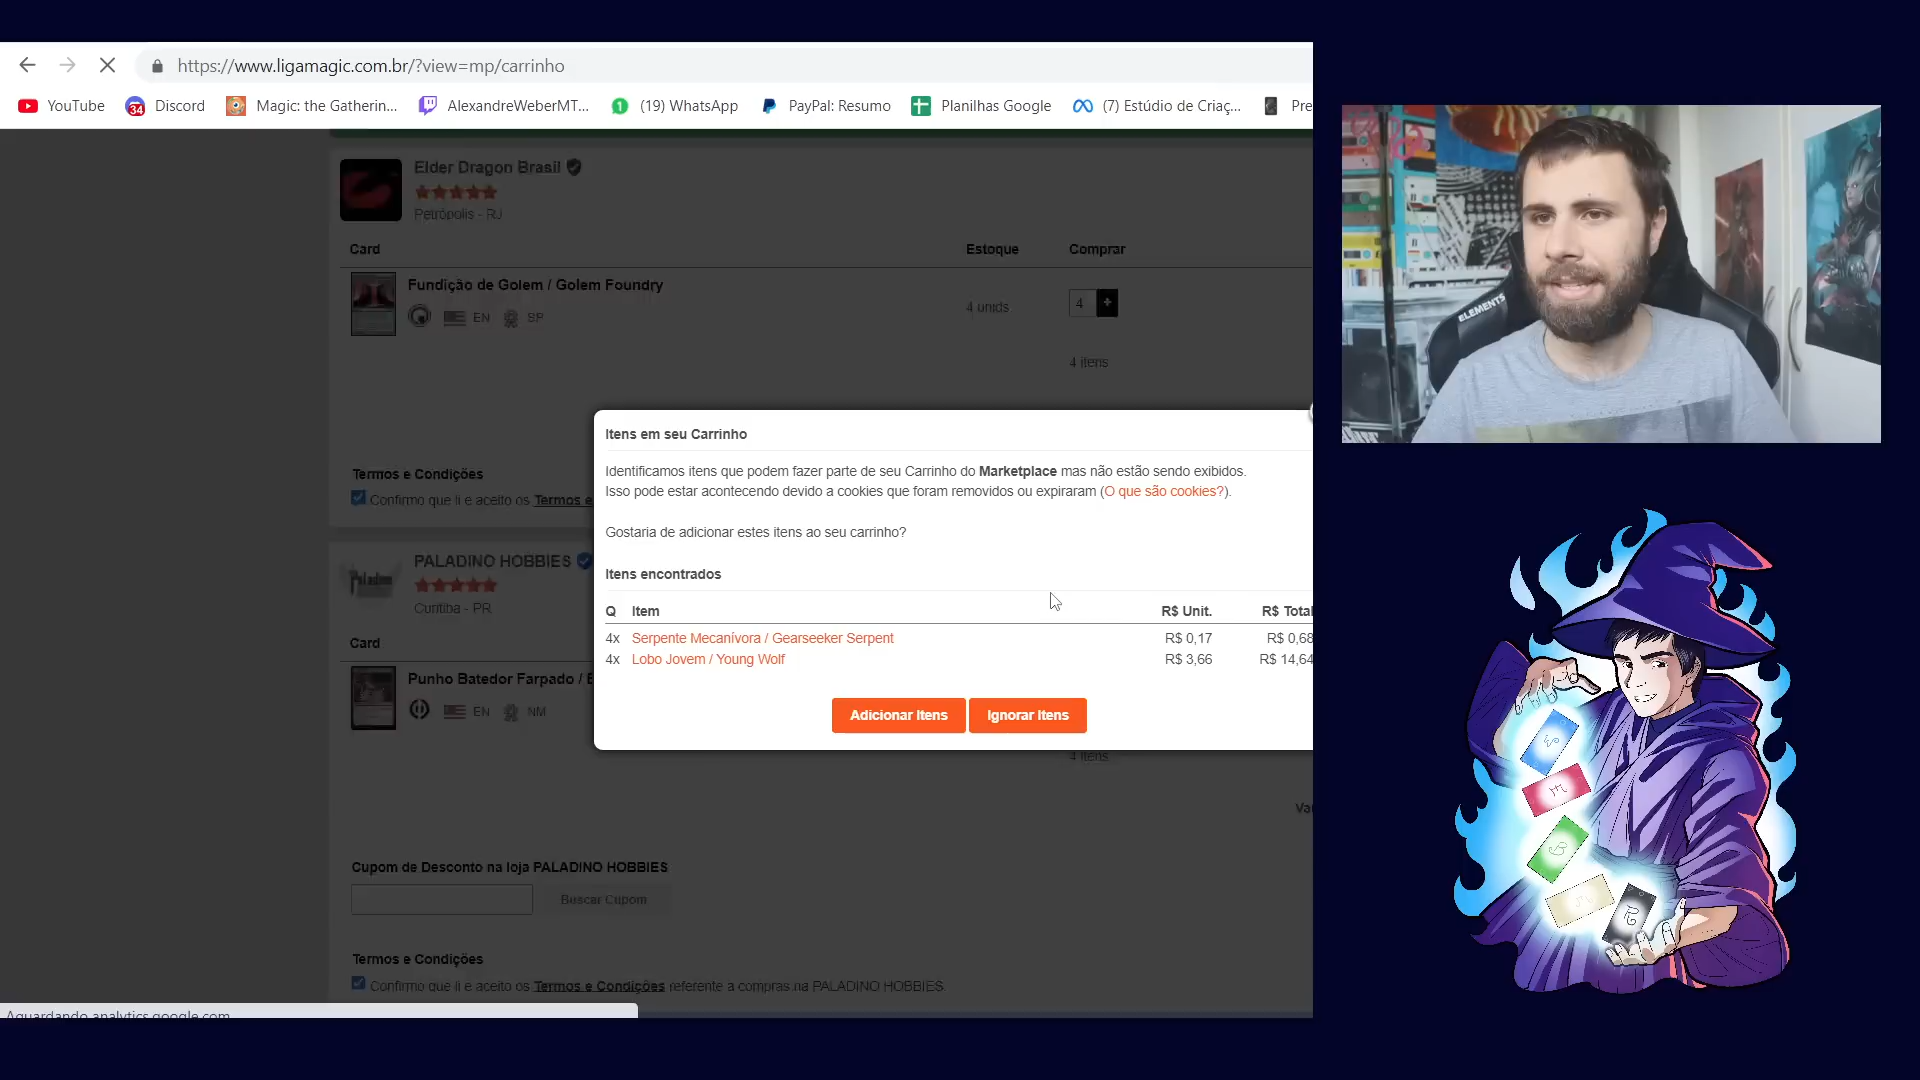 https://www.ligamagic.com.br/?view=mp/carrinho
YouTube
34
Discord
Magic: the Gatherin...
AlexandreWeberMT...
1
(19) WhatsApp
PayPal: Resumo
Planilhas Google
(7) Estúdio de Criaç...
Pre
Elder Dragon Brasil
Petrópolis - RJ
Card
Estoque
Comprar
Fundição de Golem / Golem Foundry
EN
SP
4 unids
4
+
4 itens
Termos e Condições
Confirmo que li e aceito os Termos e
PALADINO HOBBIES
Curitiba - PR
Card
Punho Batedor Farpado /
EN
NM
4 itens
Cupom de Desconto na loja PALADINO HOBBIES
Buscar Cupom
Termos e Condições
Confirmo que li e aceito os Termos e Condições referente a compras na PALADINO HOBBIES.
Aguardando analytics.google.com
Itens em seu Carrinho
Identificamos itens que podem fazer parte de seu Carrinho do Marketplace mas não estão sendo exibidos.
Isso pode estar acontecendo devido a cookies que foram removidos ou expiraram (O que são cookies?).
Gostaria de adicionar estes itens ao seu carrinho?
Itens encontrados
Q Item R$ Unit. R$ Total
4x Serpente Mecanívora / Gearseeker Serpent R$ 0,17 R$ 0,68
4x Lobo Jovem / Young Wolf R$ 3,66 R$ 14,64
Adicionar Itens
Ignorar Itens
ELEMENTS